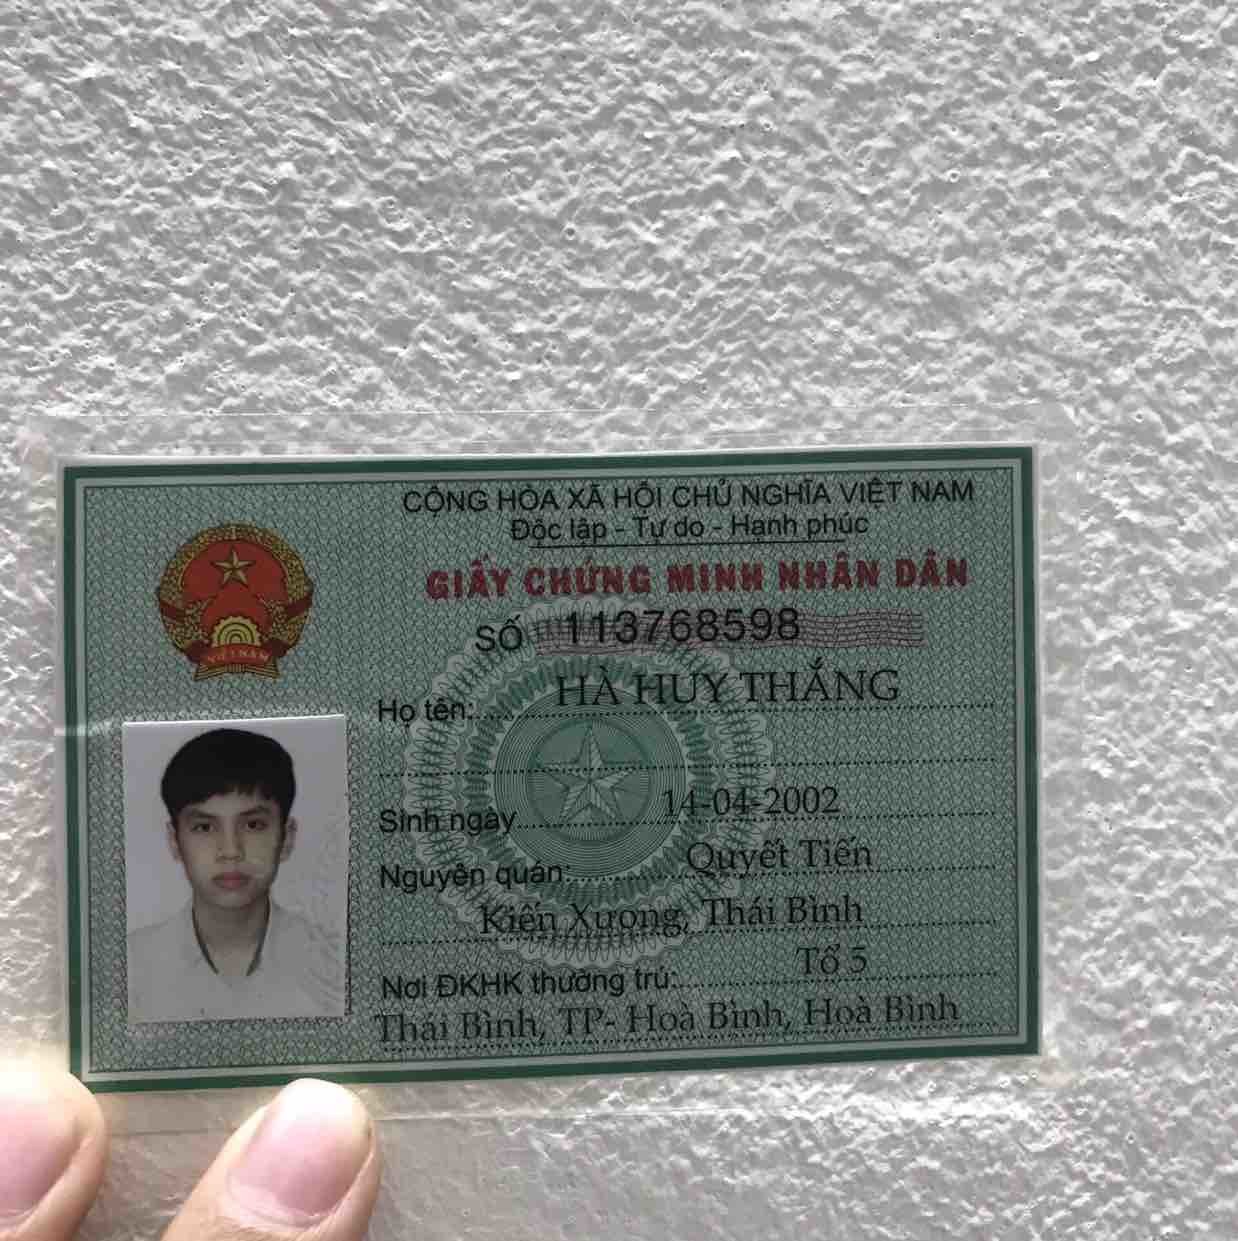 CỘNG HÒA XÃ HỘI CHỦ NGHĨA VIỆT NAM
Độc lập - Tự do - Hạnh phúc
GIẤY CHỨNG MINH NHÂN DÂN
SỐ 113768598
Họ tên: HÀ HUY THẮNG
Sinh ngày 14-04-2002
Nguyên quán: Quyết Tiến
Kiến Xương, Thái Bình
Nơi ĐKHK thường trú: Tổ 5
Thái Bình, TP- Hoà Bình, Hoà Bình
VIỆT NAM